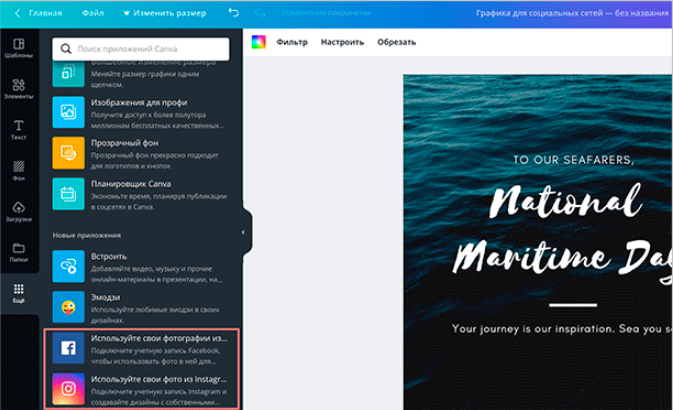 Главная Файл Изменить размер Изменения сохранены Графика для социальных сетей — без названия
Шаблоны
Элементы
Текст
Фон
Загрузки
Папки
Ещё
Поиск приложений Canva
Волшебное изменение размера
Меняйте размер графики одним
щелчком.
Изображения для профи
Получите доступ к более полутора
миллионам бесплатных качественных...
Прозрачный фон
Прозрачный фон прекрасно подходит
для логотипов и кнопок
Планировщик Canva
Экономьте время, планируя публикации
в соцсетях в Canva.
Новые приложения
Встроить
Добавляйте видео, музыку и прочие
онлайн-материалы в презентации, на...
Эмодзи
Используйте любимые эмодзи в своих
дизайнах.
Используйте свои фотографии из...
Подключите учетную запись Facebook,
чтобы использовать фото в ней для...
Используйте свои фото из Instagr...
Подключите учетную запись Instagram и
создавайте дизайны с собственными...
Фильтр Настроить Обрезать
TO OUR SEAFARERS,
National
Maritime Day
Your journey is our inspiration. Sea you s